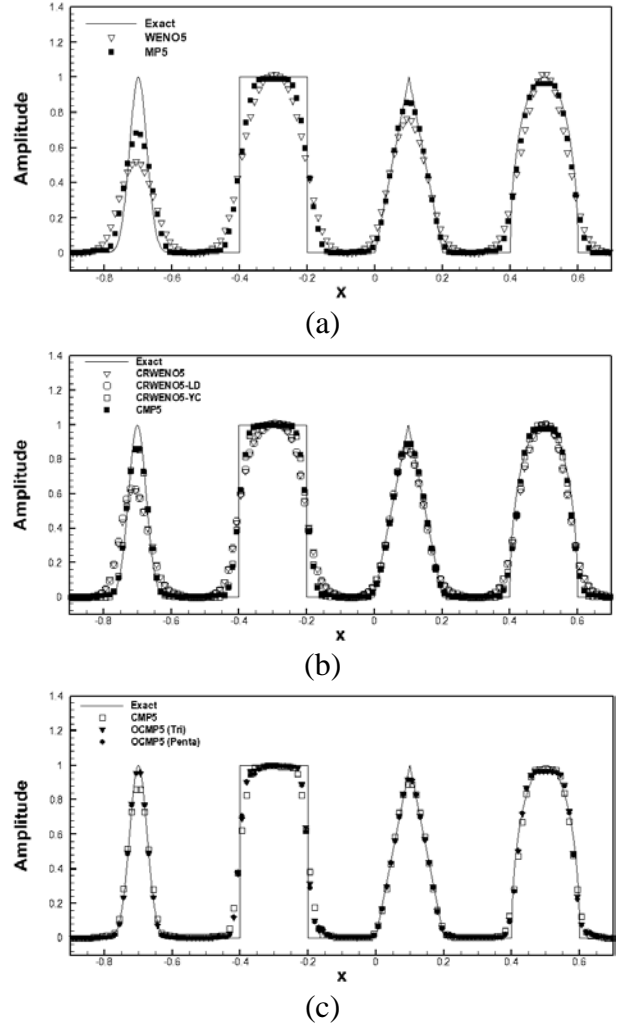 Exact
WENO5
MP5
1.4
1.2
1
0.8
0.6
0.4
0.2
0
Amplitude
-0.8 -0.6 -0.4 -0.2 0 0.2 0.4 0.6
x
(a)
Exact
CRWENO5
CRWENO5-LD
CRWENO5-YC
CMP5
1.4
1.2
1
0.8
0.6
0.4
0.2
0
Amplitude
-0.8 -0.6 -0.4 -0.2 0 0.2 0.4 0.6
x
(b)
Exact
CMP5
OCMP5 (Tri)
OCMP5 (Penta)
1.4
1.2
1
0.8
0.6
0.4
0.2
0
Amplitude
-0.8 -0.6 -0.4 -0.2 0 0.2 0.4 0.6
x
(c)